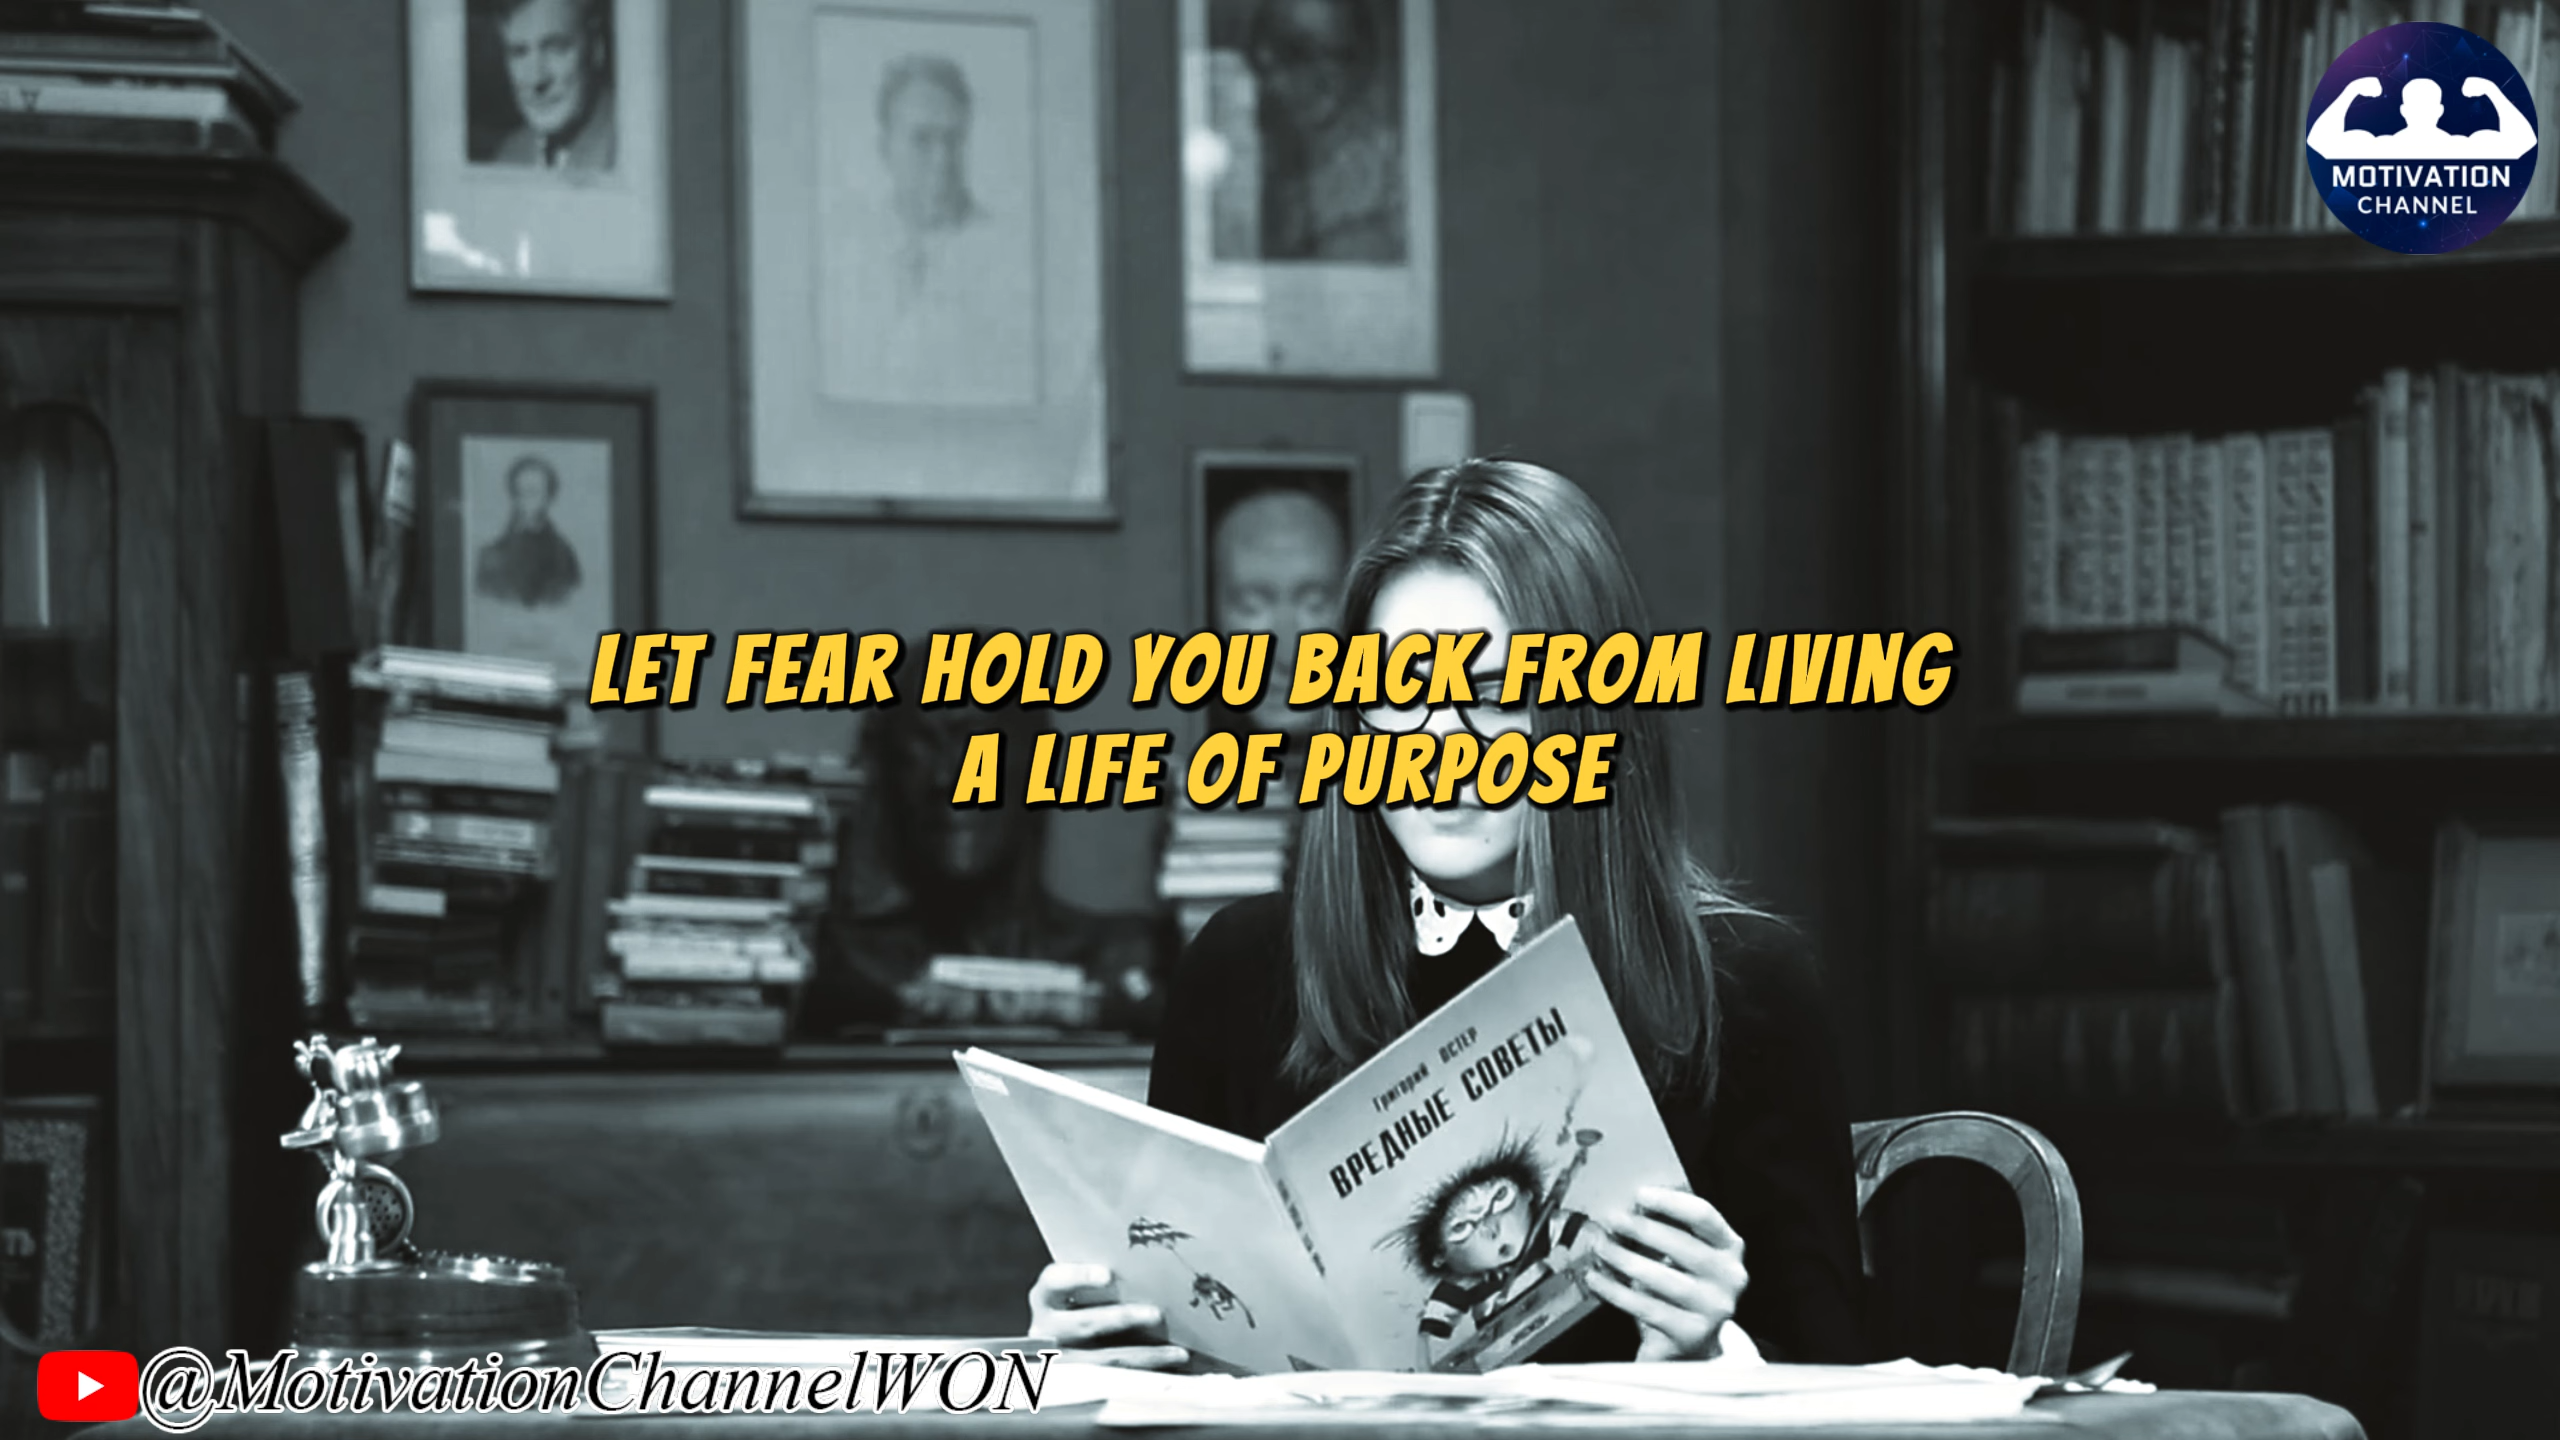 MOTIVATION
CHANNEL
LET FEAR HOLD YOU BACK FROM LIVING
A LIFE OF PURPOSE
Григорий ОСТЕР
ВРЕДНЫЕ СОВЕТЫ
@MotivationChannelWON